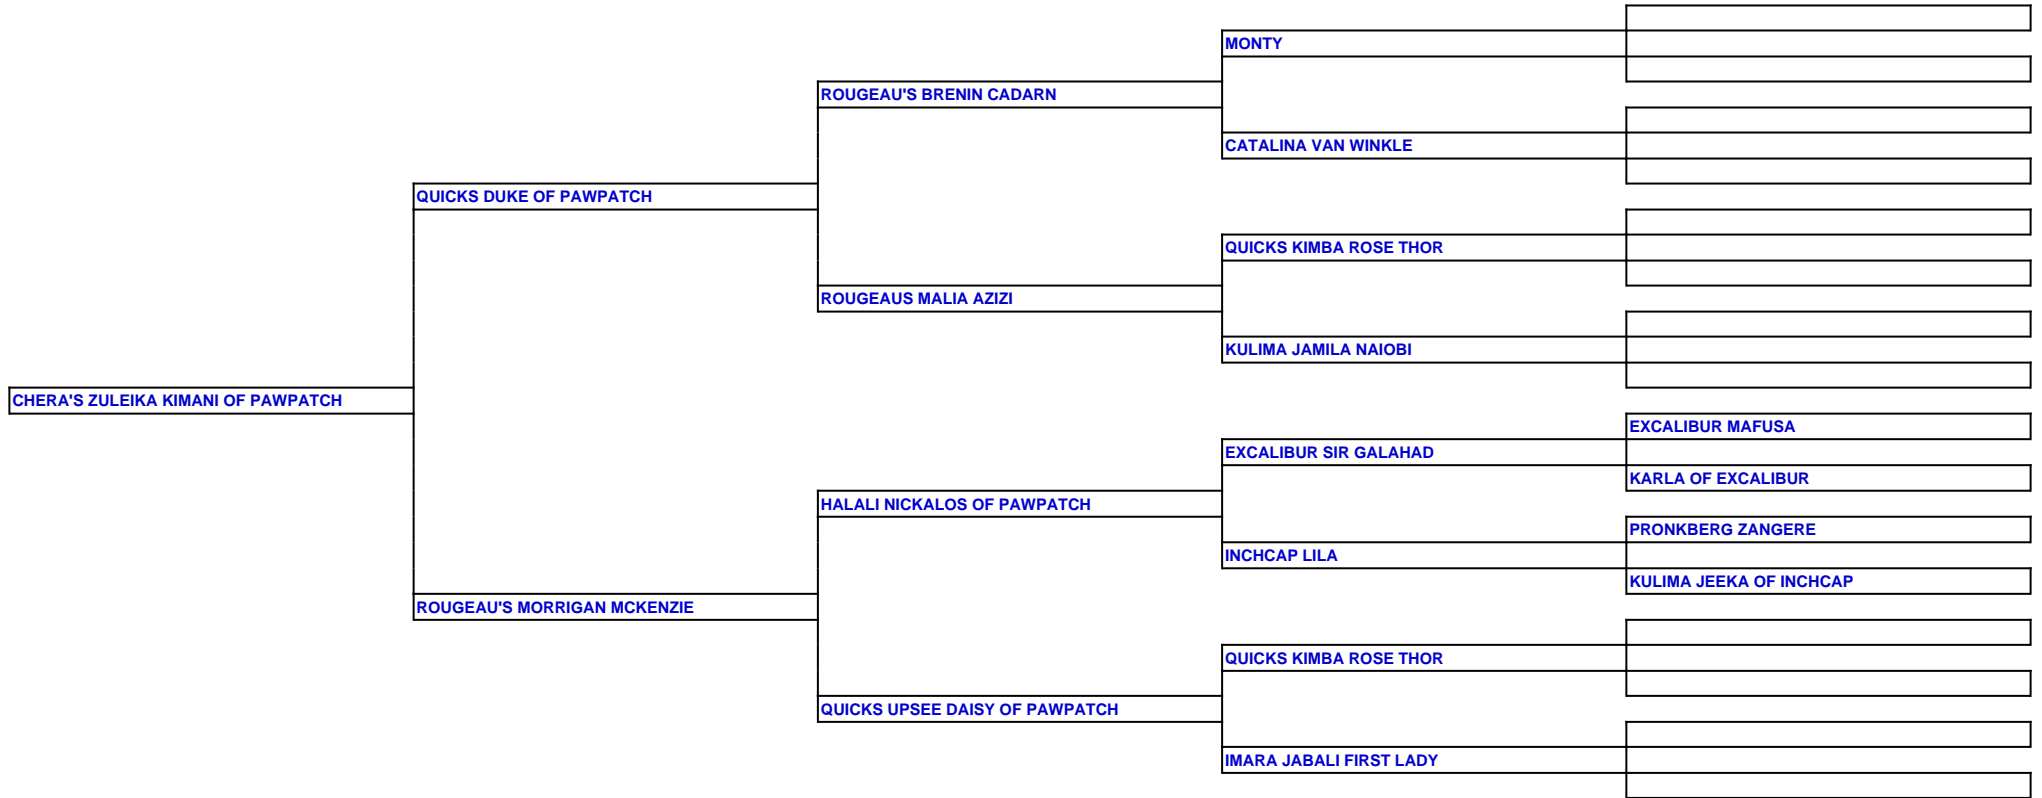 MONTY
ROUGEAU'S BRENIN CADARN
CATALINA VAN WINKLE
QUICKS DUKE OF PAWPATCH
QUICKS KIMBA ROSE THOR
ROUGEAUS MALIA AZIZI
KULIMA JAMILA NAIOBI
CHERA'S ZULEIKA KIMANI OF PAWPATCH
EXCALIBUR MAFUSA
EXCALIBUR SIR GALAHAD
KARLA OF EXCALIBUR
HALALI NICKALOS OF PAWPATCH
PRONKBERG ZANGERE
INCHCAP LILA
KULIMA JEEKA OF INCHCAP
ROUGEAU'S MORRIGAN MCKENZIE
QUICKS KIMBA ROSE THOR
QUICKS UPSEE DAISY OF PAWPATCH
IMARA JABALI FIRST LADY